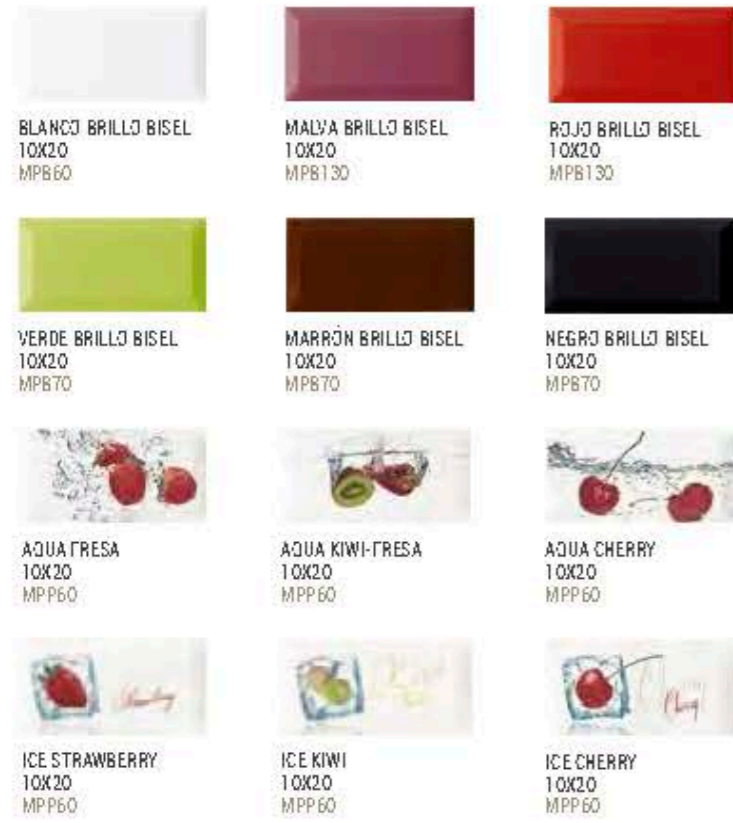 BLANCO BRILLO BISEL
10X20
MPB60
MALVA BRILLO BISEL
10X20
MPB130
ROJO BRILLO BISEL
10X20
MPB130
VERDE BRILLO BISEL
10X20
MPB70
MARRÓN BRILLO BISEL
10X20
MPB70
NEGRO BRILLO BISEL
10X20
MPB70
AQUA FRESA
10X20
MPP60
AQUA KIWI-FRESA
10X20
MPP60
AQUA CHERRY
10X20
MPP60
Strawberry
Cherry
ICE STRAWBERRY
10X20
MPP60
ICE KIWI
10X20
MPP60
ICE CHERRY
10X20
MPP60